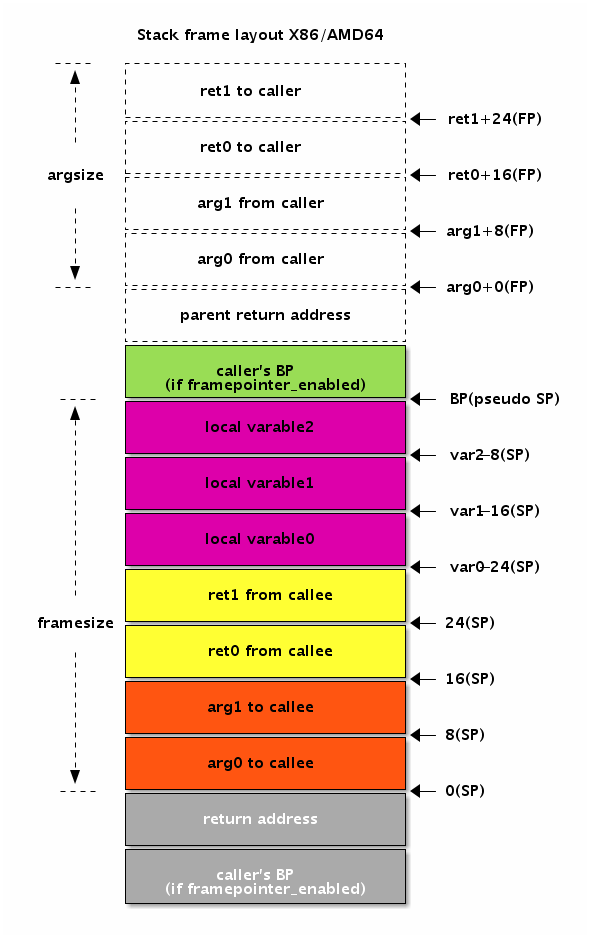 Stack frame layout X86/AMD64
ret1 to caller
ret1+24(FP)
ret0 to caller
argsize
ret0+16(FP)
arg1 from caller
arg1+8(FP)
arg0 from caller
arg0+0(FP)
parent return address
caller's BP
(if framepointer_enabled)
BP(pseudo SP)
local varable2
var2-8(SP)
local varable1
var1-16(SP)
local varable0
var0-24(SP)
ret1 from callee
framesize
24(SP)
ret0 from callee
16(SP)
arg1 to callee
8(SP)
arg0 to callee
0(SP)
return address
caller's BP
(if framepointer_enabled)